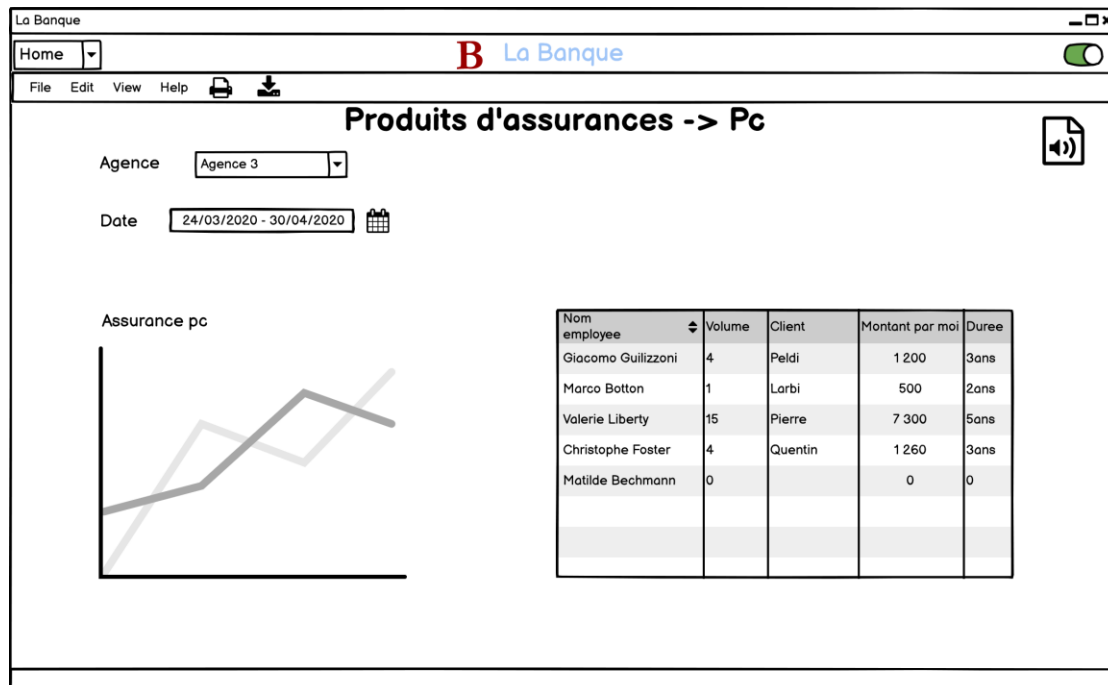 La Banque
Home
B La Banque
File Edit View Help
Produits d'assurances -> Pc
Agence Agence 3
Date 24/03/2020 - 30/04/2020
Assurance pc
Nom employee Volume Client Montant par moi Duree
Giacomo Guilizzoni 4 Peldi 1 200 3ans
Marco Botton 1 Larbi 500 2ans
Valerie Liberty 15 Pierre 7 300 5ans
Christophe Foster 4 Quentin 1 260 3ans
Matilde Bechmann 0 0 0